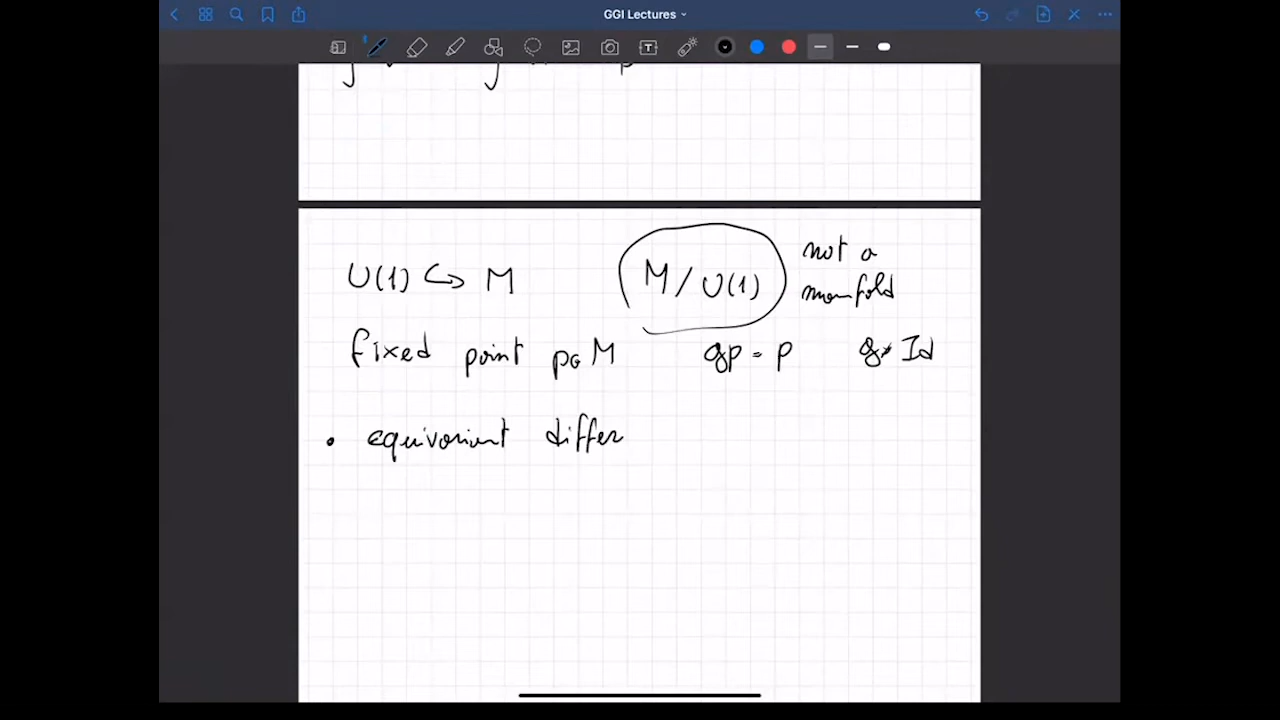 GGI Lectures
U(1) ↪ M M/U(1) not a manifold
fixed point p∈M gp = p g≠Id
• equivariant differ